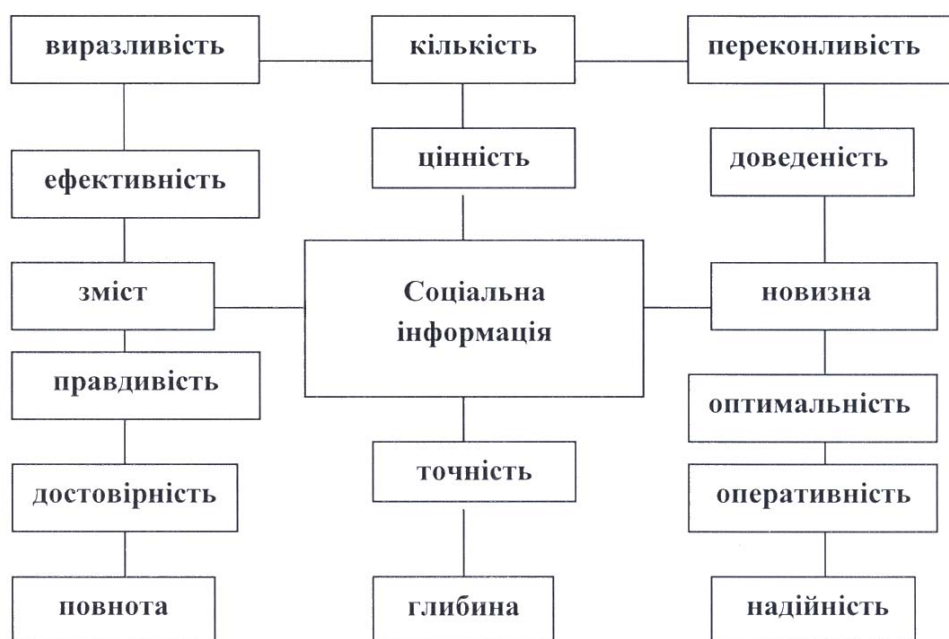 виразливість
кількість
переконливість
цінність
доведеність
ефективність
зміст
Соціальна
інформація
новизна
правдивість
оптимальність
точність
достовірність
оперативність
повнота
глибина
надійність